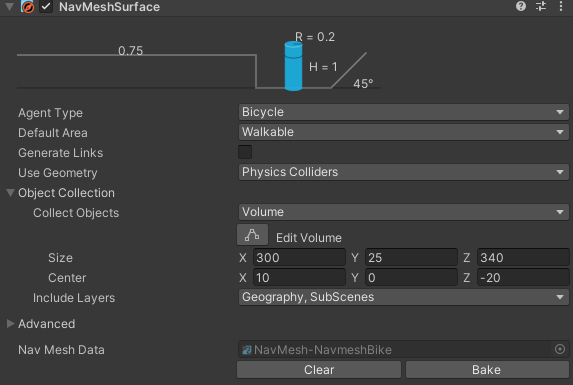 NavMeshSurface
R = 0.2
0.75
H = 1
45°
Agent Type Bicycle
Default Area Walkable
Generate Links
Use Geometry Physics Colliders
Object Collection
Collect Objects Volume
Edit Volume
Size X 300 Y 25 Z 340
Center X 10 Y 0 Z -20
Include Layers Geography, SubScenes
Advanced
Nav Mesh Data NavMesh-NavmeshBike
Clear Bake